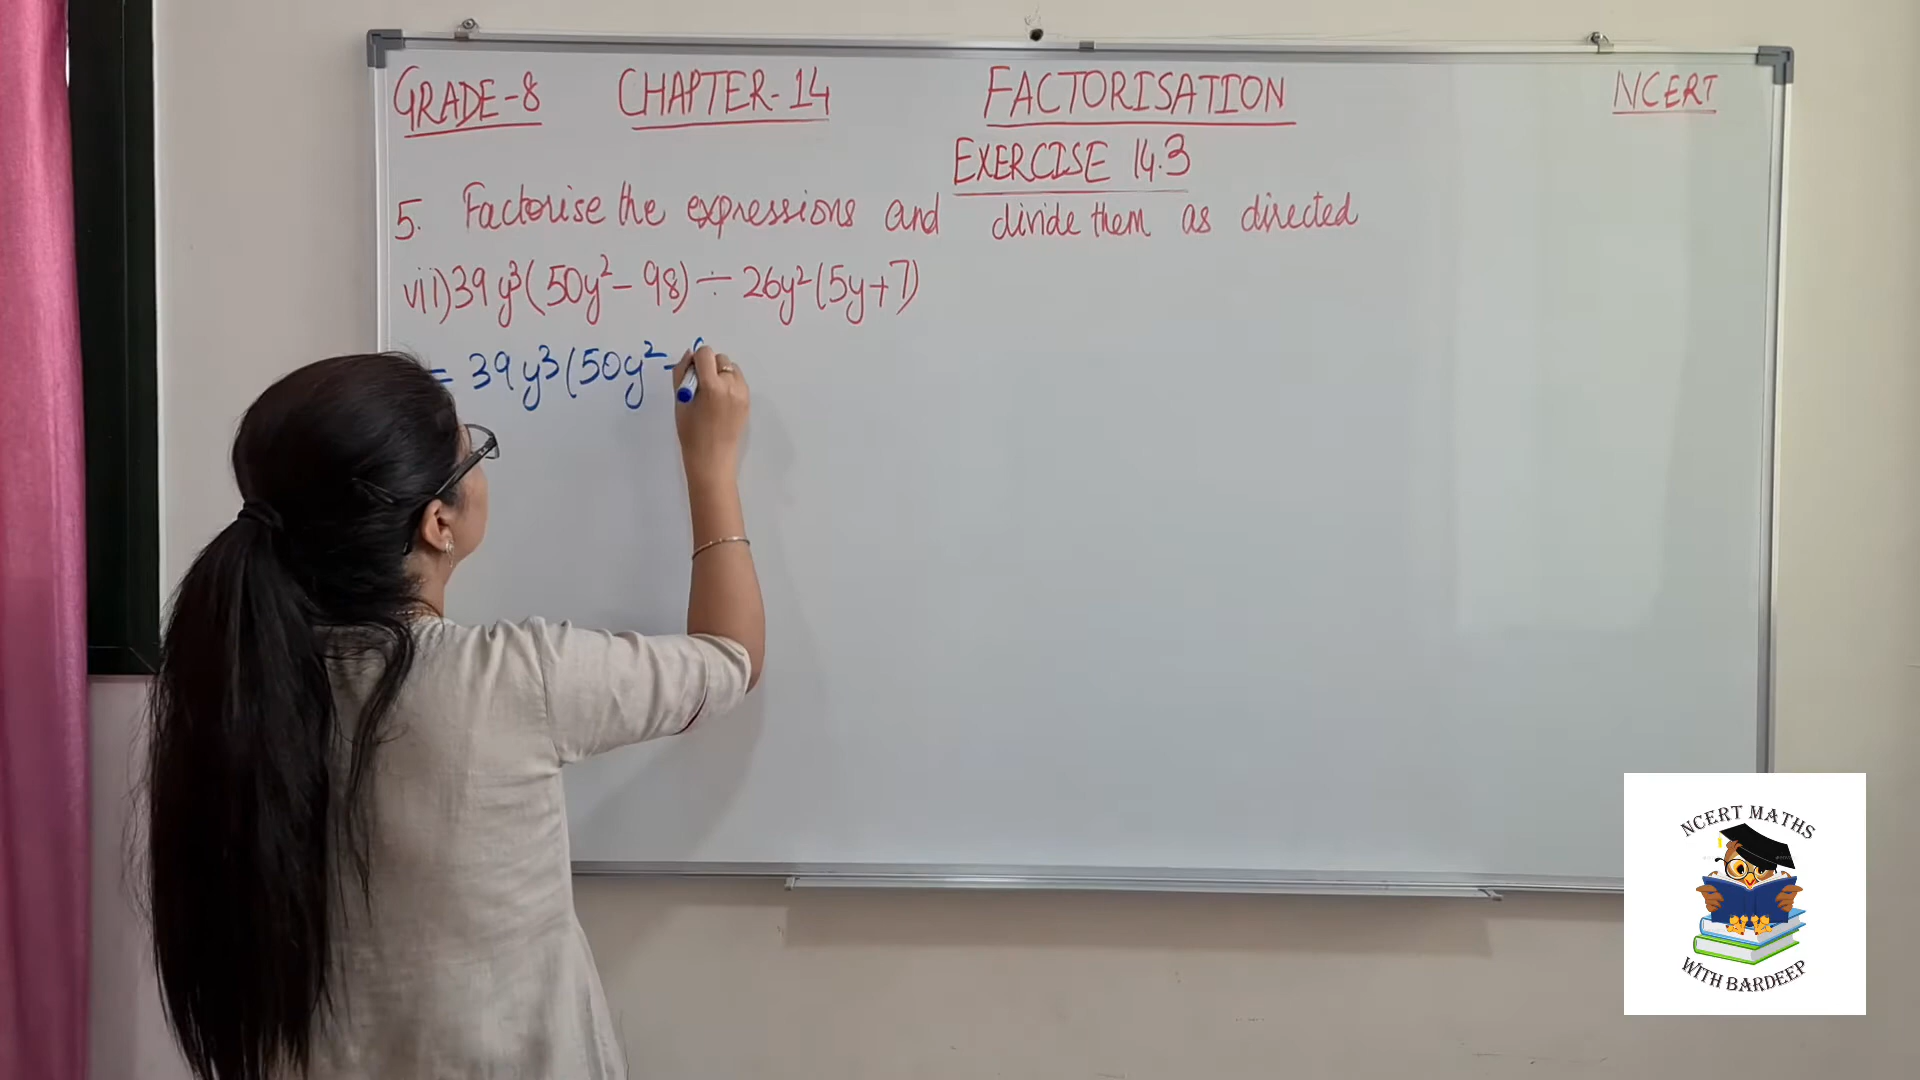 GRADE-8 CHAPTER-14 FACTORISATION NCERT
EXERCISE 14.3
5. Factorise the expressions and divide them as directed
vii) 39y³(50y²-98) ÷ 26y²(5y+7)
= 39y³(50y²-
NCERT MATHS
WITH BARDEEP